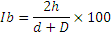 Ib = 2h / (d + D) × 100